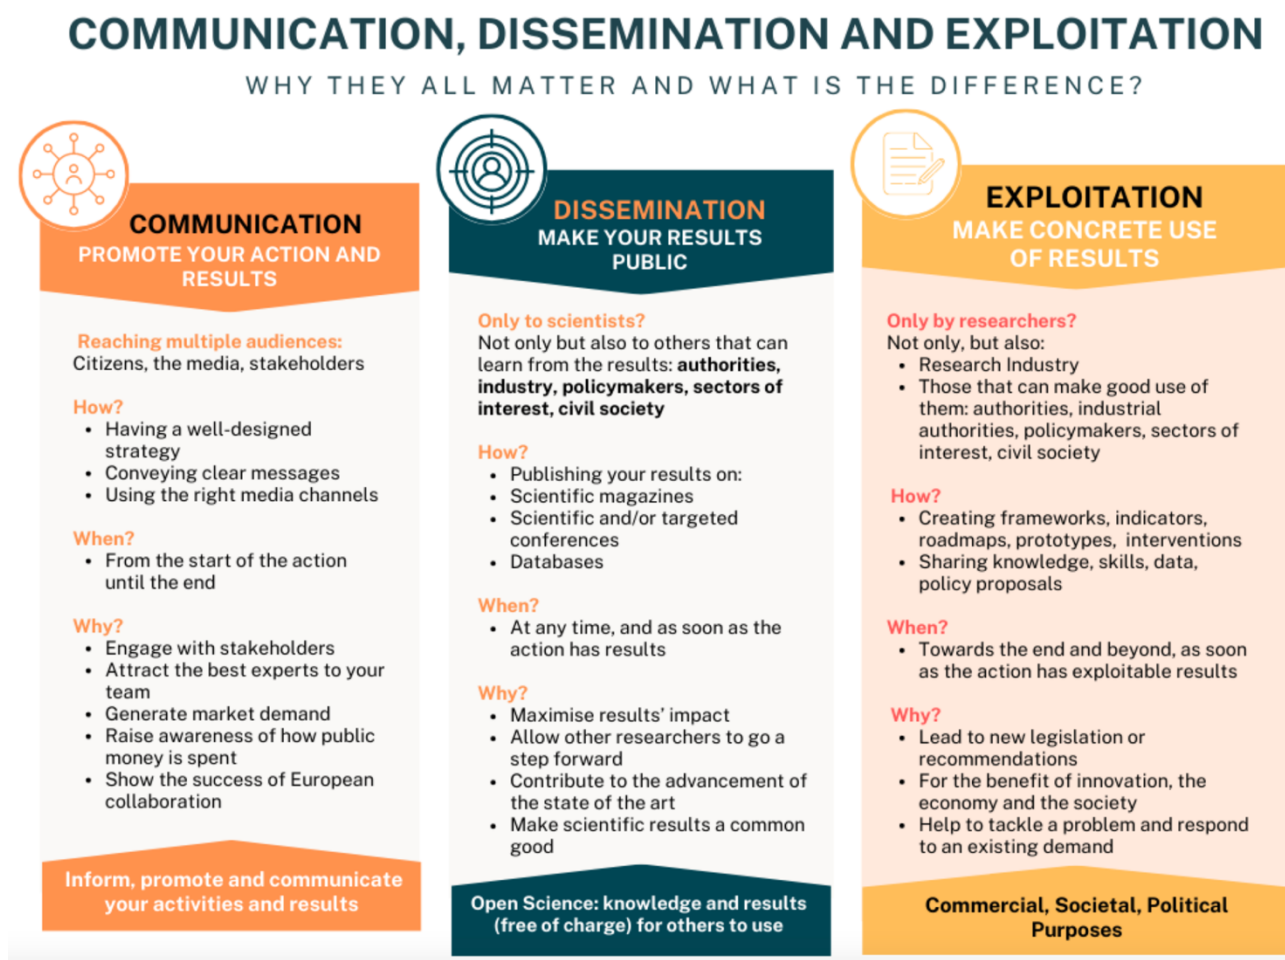 COMMUNICATION, DISSEMINATION AND EXPLOITATION
WHY THEY ALL MATTER AND WHAT IS THE DIFFERENCE?
COMMUNICATION
PROMOTE YOUR ACTION AND
RESULTS
Reaching multiple audiences:
Citizens, the media, stakeholders
How?
• Having a well-designed
strategy
• Conveying clear messages
• Using the right media channels
When?
• From the start of the action
until the end
Why?
• Engage with stakeholders
• Attract the best experts to your
team
• Generate market demand
• Raise awareness of how public
money is spent
• Show the success of European
collaboration
Inform, promote and communicate
your activities and results
DISSEMINATION
MAKE YOUR RESULTS
PUBLIC
Only to scientists?
Not only but also to others that can
learn from the results: authorities,
industry, policymakers, sectors of
interest, civil society
How?
• Publishing your results on:
• Scientific magazines
• Scientific and/or targeted
conferences
• Databases
When?
• At any time, and as soon as the
action has results
Why?
• Maximise results’ impact
• Allow other researchers to go a
step forward
• Contribute to the advancement of
the state of the art
• Make scientific results a common
good
Open Science: knowledge and results
(free of charge) for others to use
EXPLOITATION
MAKE CONCRETE USE
OF RESULTS
Only by researchers?
Not only, but also:
• Research Industry
• Those that can make good use of
them: authorities, industrial
authorities, policymakers, sectors of
interest, civil society
How?
• Creating frameworks, indicators,
roadmaps, prototypes, interventions
• Sharing knowledge, skills, data,
policy proposals
When?
• Towards the end and beyond, as soon
as the action has exploitable results
Why?
• Lead to new legislation or
recommendations
• For the benefit of innovation, the
economy and the society
• Help to tackle a problem and respond
to an existing demand
Commercial, Societal, Political
Purposes